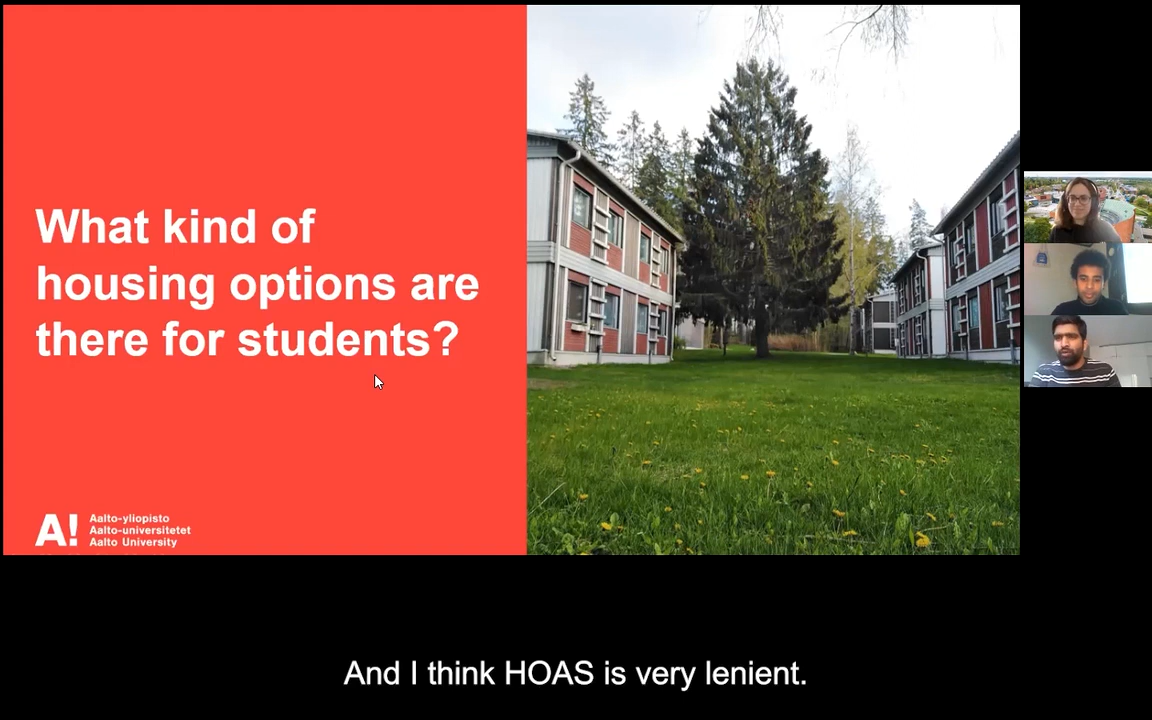 What kind of
housing options are
there for students?
A!
Aalto-yliopisto
Aalto-universitetet
Aalto University
And I think HOAS is very lenient.